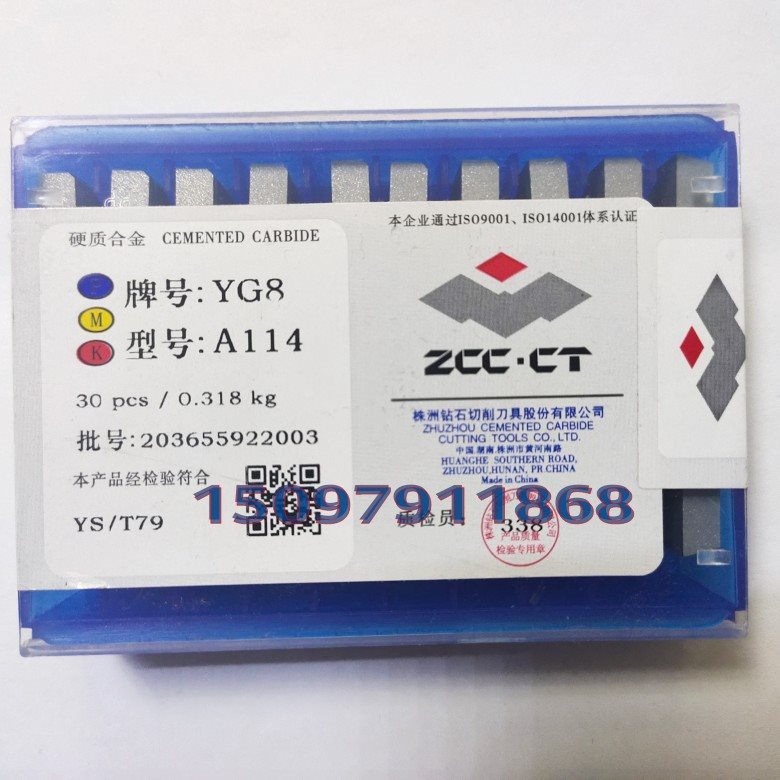 硬质合金 CEMENTED CARBIDE
P 牌号: YG8
M
K 型号: A114
30 pcs / 0.318 kg
批号: 203655922003
本产品经检验符合
YS/T79
本企业通过ISO9001、ISO14001体系认证
ZCC·CT
株洲钻石切削刀具股份有限公司
ZHUZHOU CEMENTED CARBIDE
CUTTING TOOLS CO., LTD.
中国.湖南.株洲市黄河南路
HUANGHE SOUTHERN ROAD,
ZHUZHOU,HUNAN, PR.CHINA
Made in China
15097911868
质检员: 338
产品质量
检验专用章